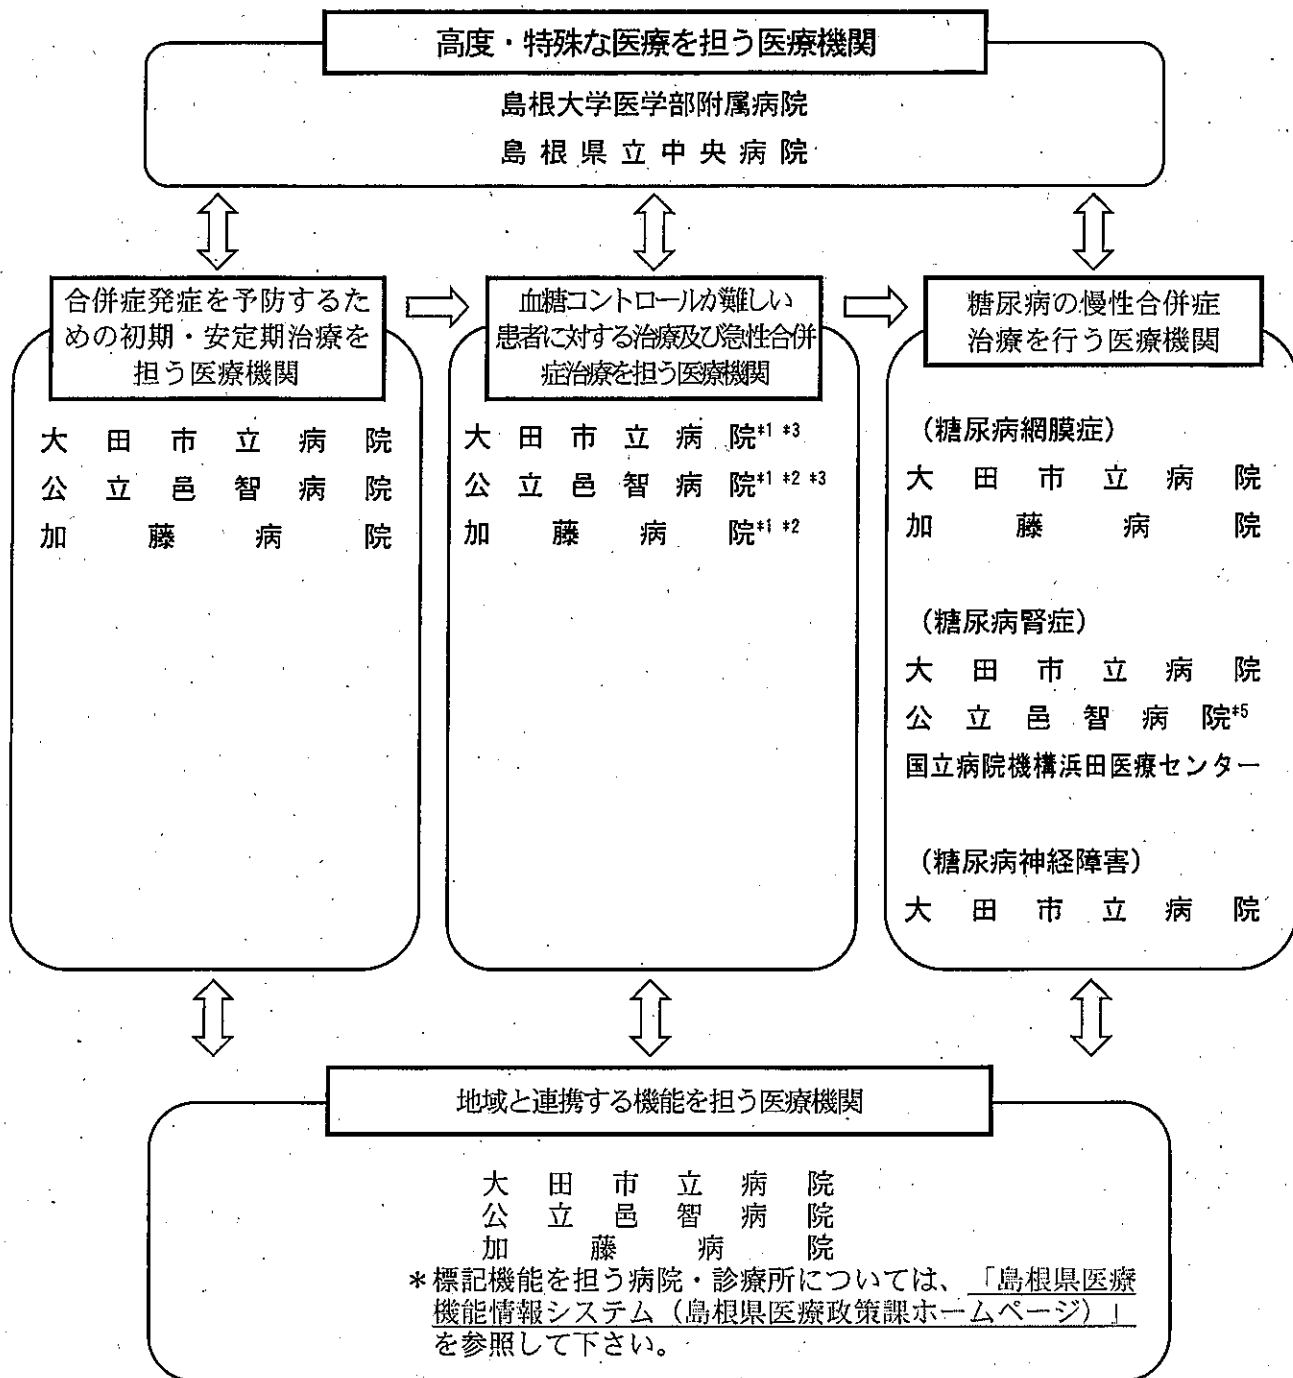 高度・特殊な医療を担う医療機関
島根大学医学部附属病院
島根県立中央病院
合併症発症を予防するた
めの初期・安定期治療を
担う医療機関
大田市立病院
公立邑智病院
加藤病院
血糖コントロールが難しい
患者に対する治療及び急性合併
症治療を担う医療機関
大田市立病院*1 *3
公立邑智病院*1 *2 *3
加藤病院*1 *2
糖尿病の慢性合併症
治療を行う医療機関
(糖尿病網膜症)
大田市立病院
加藤病院
(糖尿病腎症)
大田市立病院
公立邑智病院*5
国立病院機構浜田医療センター
(糖尿病神経障害)
大田市立病院
地域と連携する機能を担う医療機関
大田市立病院
公立邑智病院
加藤病院
*標記機能を担う病院・診療所については、「島根県医療
機能情報システム(島根県医療政策課ホームページ)」
を参照して下さい。